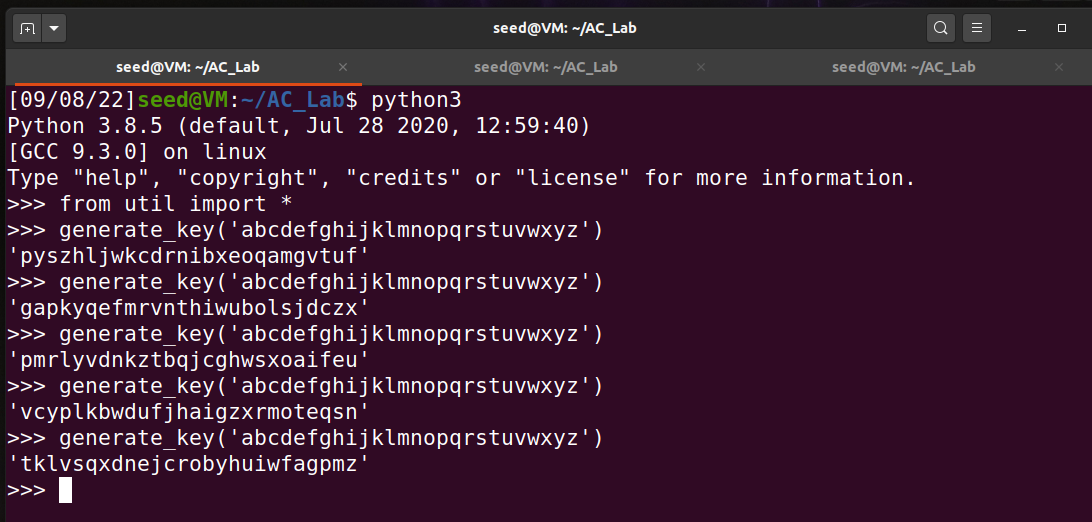 seed@VM: ~/AC_Lab
seed@VM: ~/AC_Lab seed@VM: ~/AC_Lab seed@VM: ~/AC_Lab
[09/08/22]seed@VM:~/AC_Lab$ python3
Python 3.8.5 (default, Jul 28 2020, 12:59:40)
[GCC 9.3.0] on linux
Type "help", "copyright", "credits" or "license" for more information.
>>> from util import *
>>> generate_key('abcdefghijklmnopqrstuvwxyz')
'pyszhljwkcdrnibxeoqamgvtuf'
>>> generate_key('abcdefghijklmnopqrstuvwxyz')
'gapkyqefmrvnthiwubolsjdczx'
>>> generate_key('abcdefghijklmnopqrstuvwxyz')
'pmrlyvdnkztbqjcghwsxoaifeu'
>>> generate_key('abcdefghijklmnopqrstuvwxyz')
'vcyplkbwdufjhaigzxrmoteqsn'
>>> generate_key('abcdefghijklmnopqrstuvwxyz')
'tklvsqxdnejcrobyhuiwfagpmz'
>>>